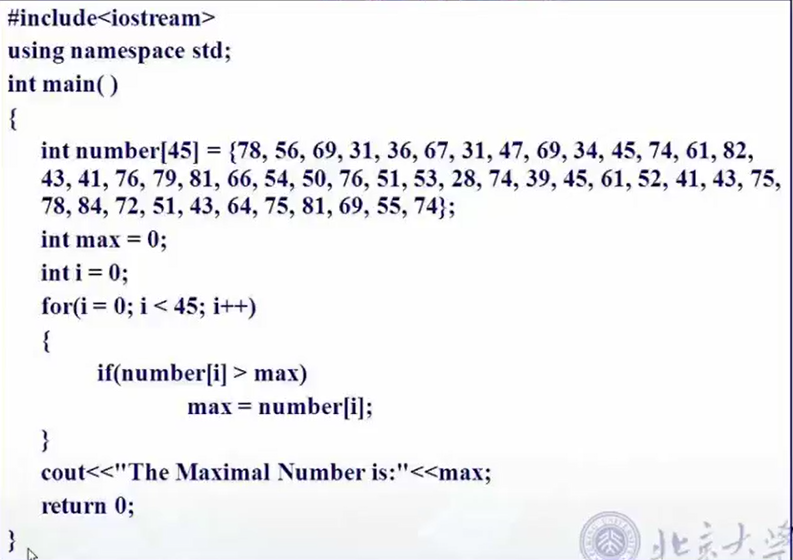 #include<iostream>
using namespace std;
int main( )
{
int number[45] = {78, 56, 69, 31, 36, 67, 31, 47, 69, 34, 45, 74, 61, 82,
43, 41, 76, 79, 81, 66, 54, 50, 76, 51, 53, 28, 74, 39, 45, 61, 52, 41, 43, 75,
78, 84, 72, 51, 43, 64, 75, 81, 69, 55, 74};
int max = 0;
int i = 0;
for(i = 0; i < 45; i++)
{
if(number[i] > max)
max = number[i];
}
cout<<"The Maximal Number is:"<<max;
return 0;
}
北京大学